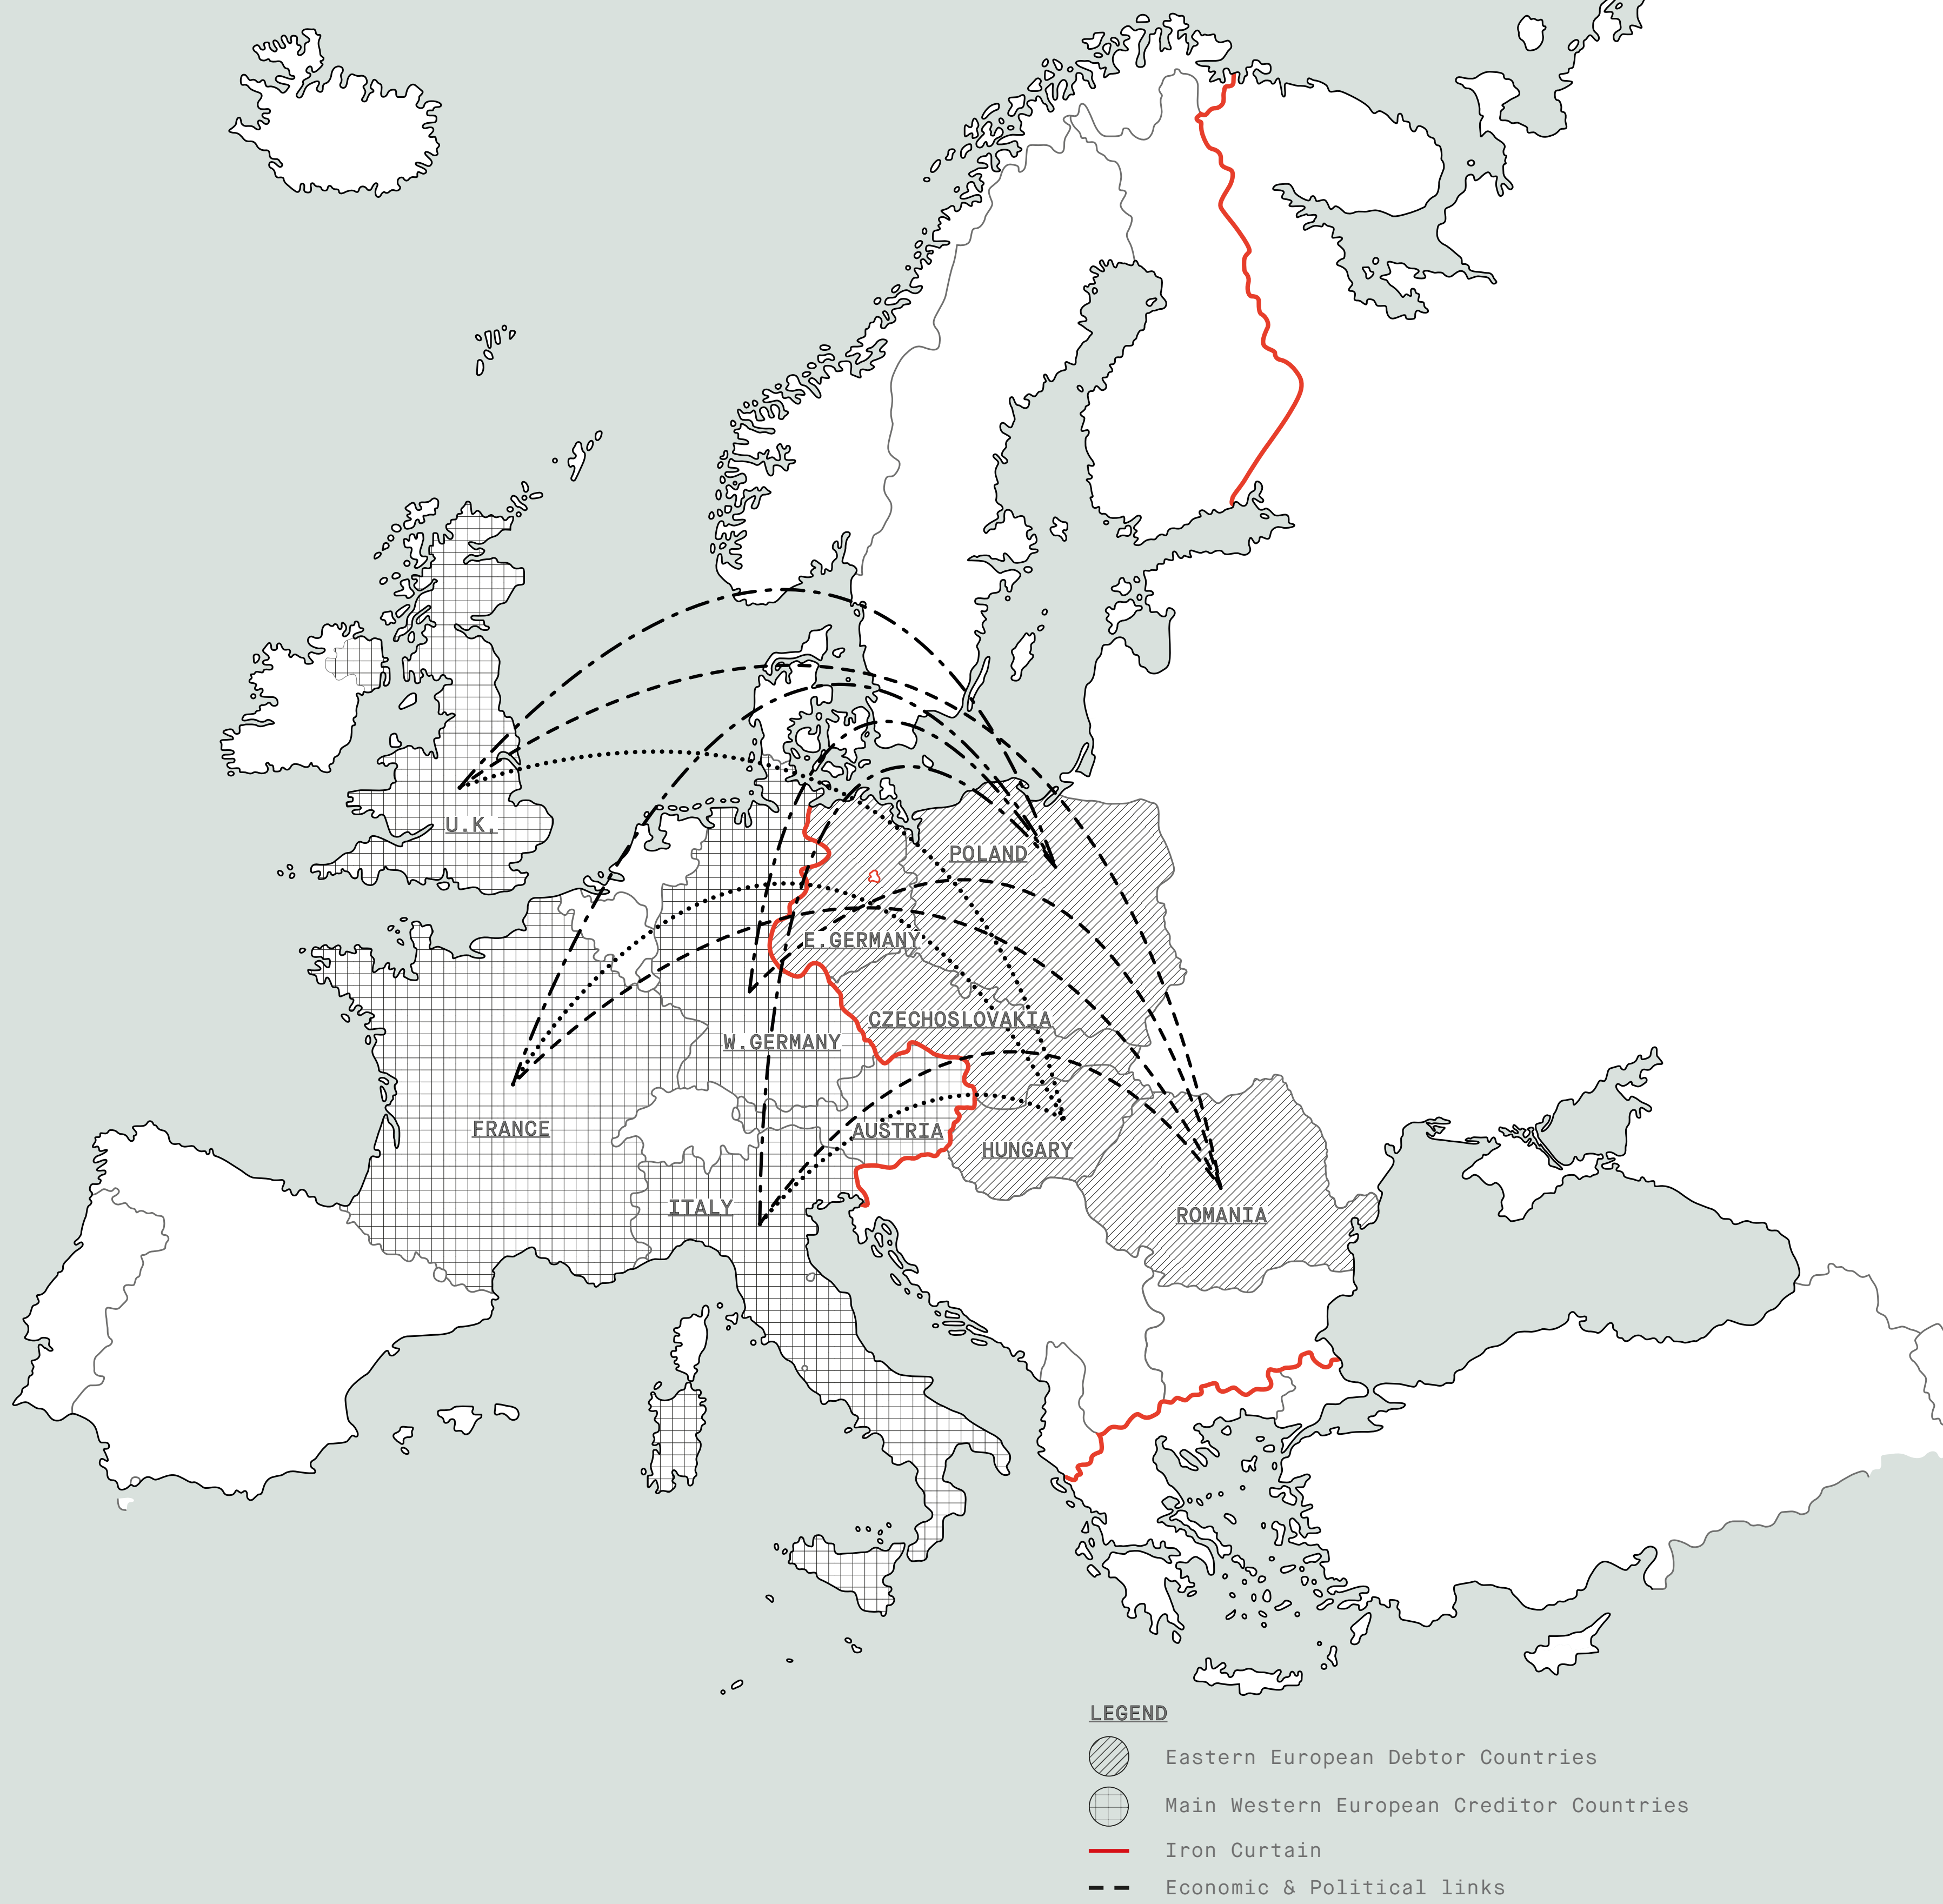 U.K.
POLAND
E.GERMANY
CZECHOSLOVAKIA
W.GERMANY
FRANCE
AUSTRIA
HUNGARY
ITALY
ROMANIA
LEGEND
Eastern European Debtor Countries
Main Western European Creditor Countries
Iron Curtain
Economic & Political links